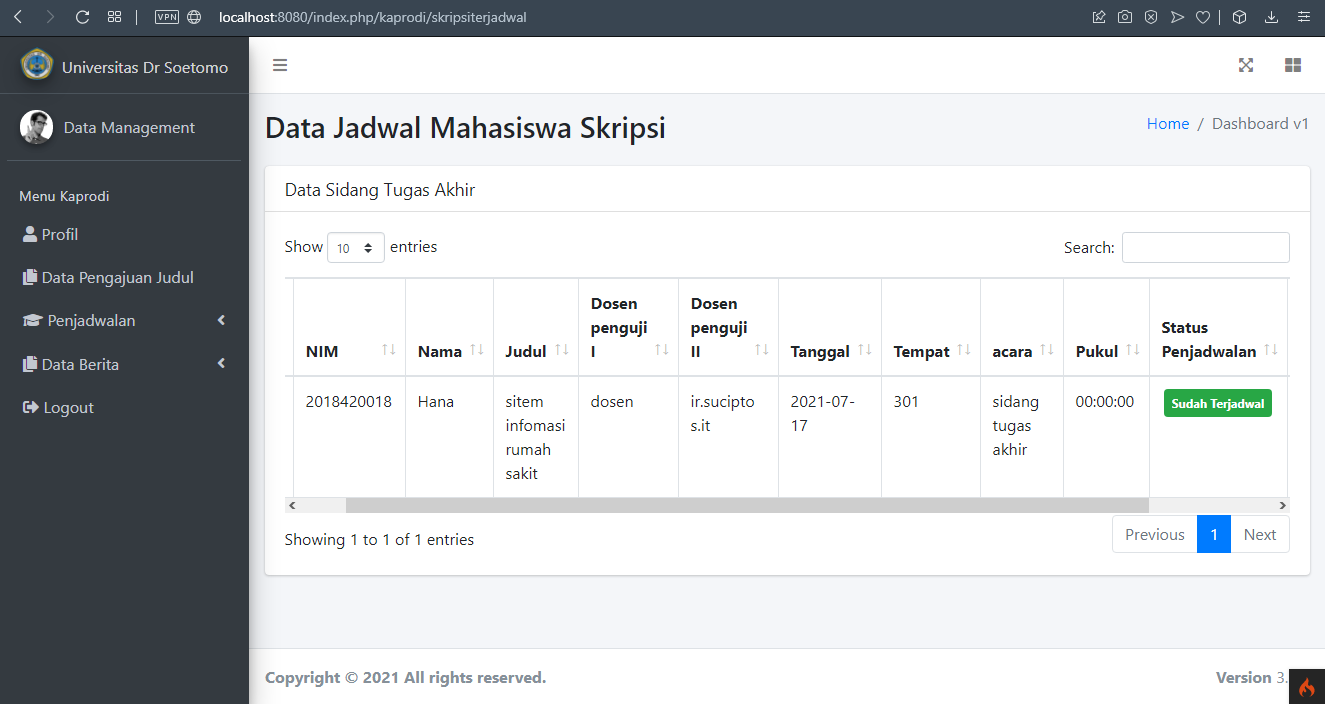 VPN
localhost:8080/index.php/kaprodi/skripsiterjadwal
Universitas Dr Soetomo
Data Management
Menu Kaprodi
Profil
Data Pengajuan Judul
Penjadwalan
Data Berita
Logout
Data Jadwal Mahasiswa Skripsi
Home / Dashboard v1
Data Sidang Tugas Akhir
Show 10 entries
Search:
NIM
Nama
Judul
Dosen
penguji
I
Dosen
penguji
II
Tanggal
Tempat
acara
Pukul
Status
Penjadwalan
2018420018
Hana
sitem
infomasi
rumah
sakit
dosen
ir.sucipto
s.it
2021-07-
17
301
sidang
tugas
akhir
00:00:00
Sudah Terjadwal
Showing 1 to 1 of 1 entries
Previous 1 Next
Copyright © 2021 All rights reserved.
Version 3.